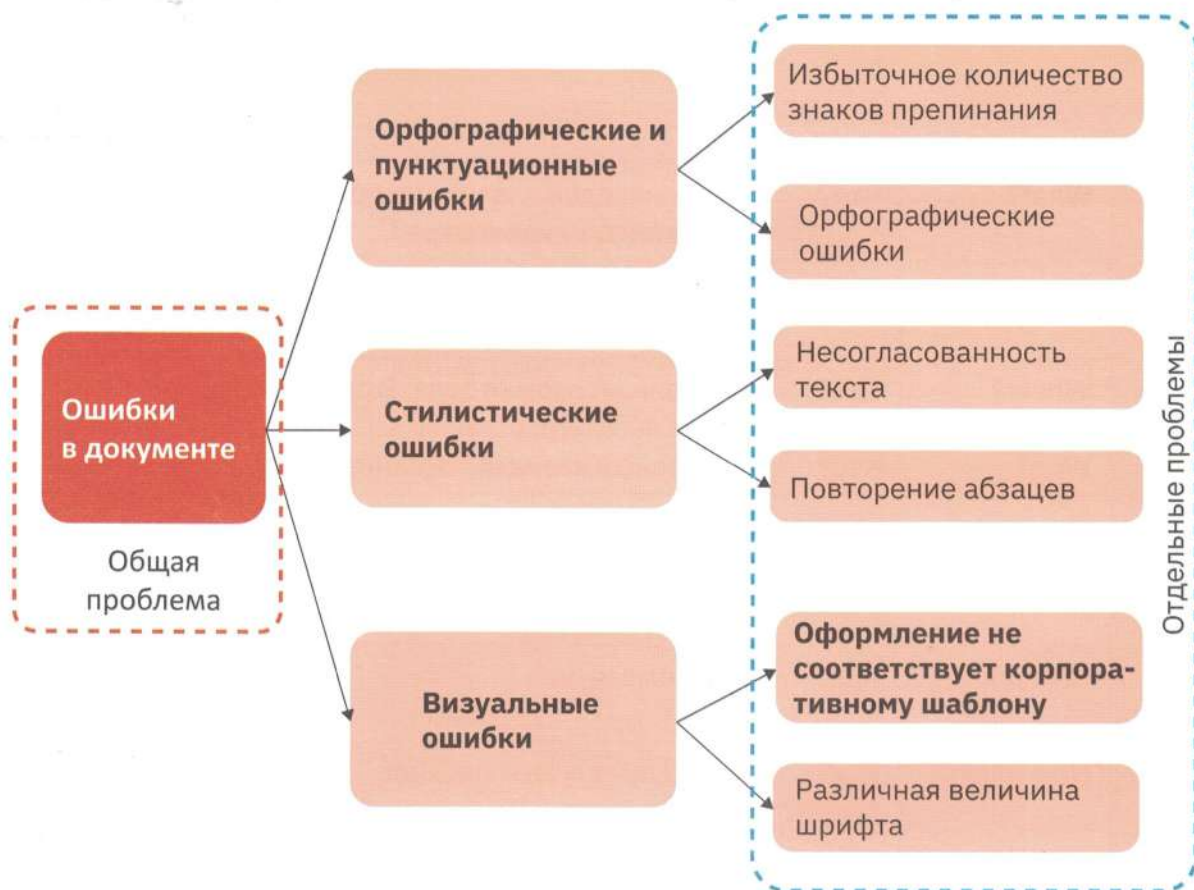 Ошибки
в документе
Общая
проблема
Орфографические и
пунктуационные
ошибки
Стилистические
ошибки
Визуальные
ошибки
Избыточное количество
знаков препинания
Орфографические
ошибки
Несогласованность
текста
Повторение абзацев
Оформление не
соответствует корпора-
тивному шаблону
Различная величина
шрифта
Отдельные проблемы